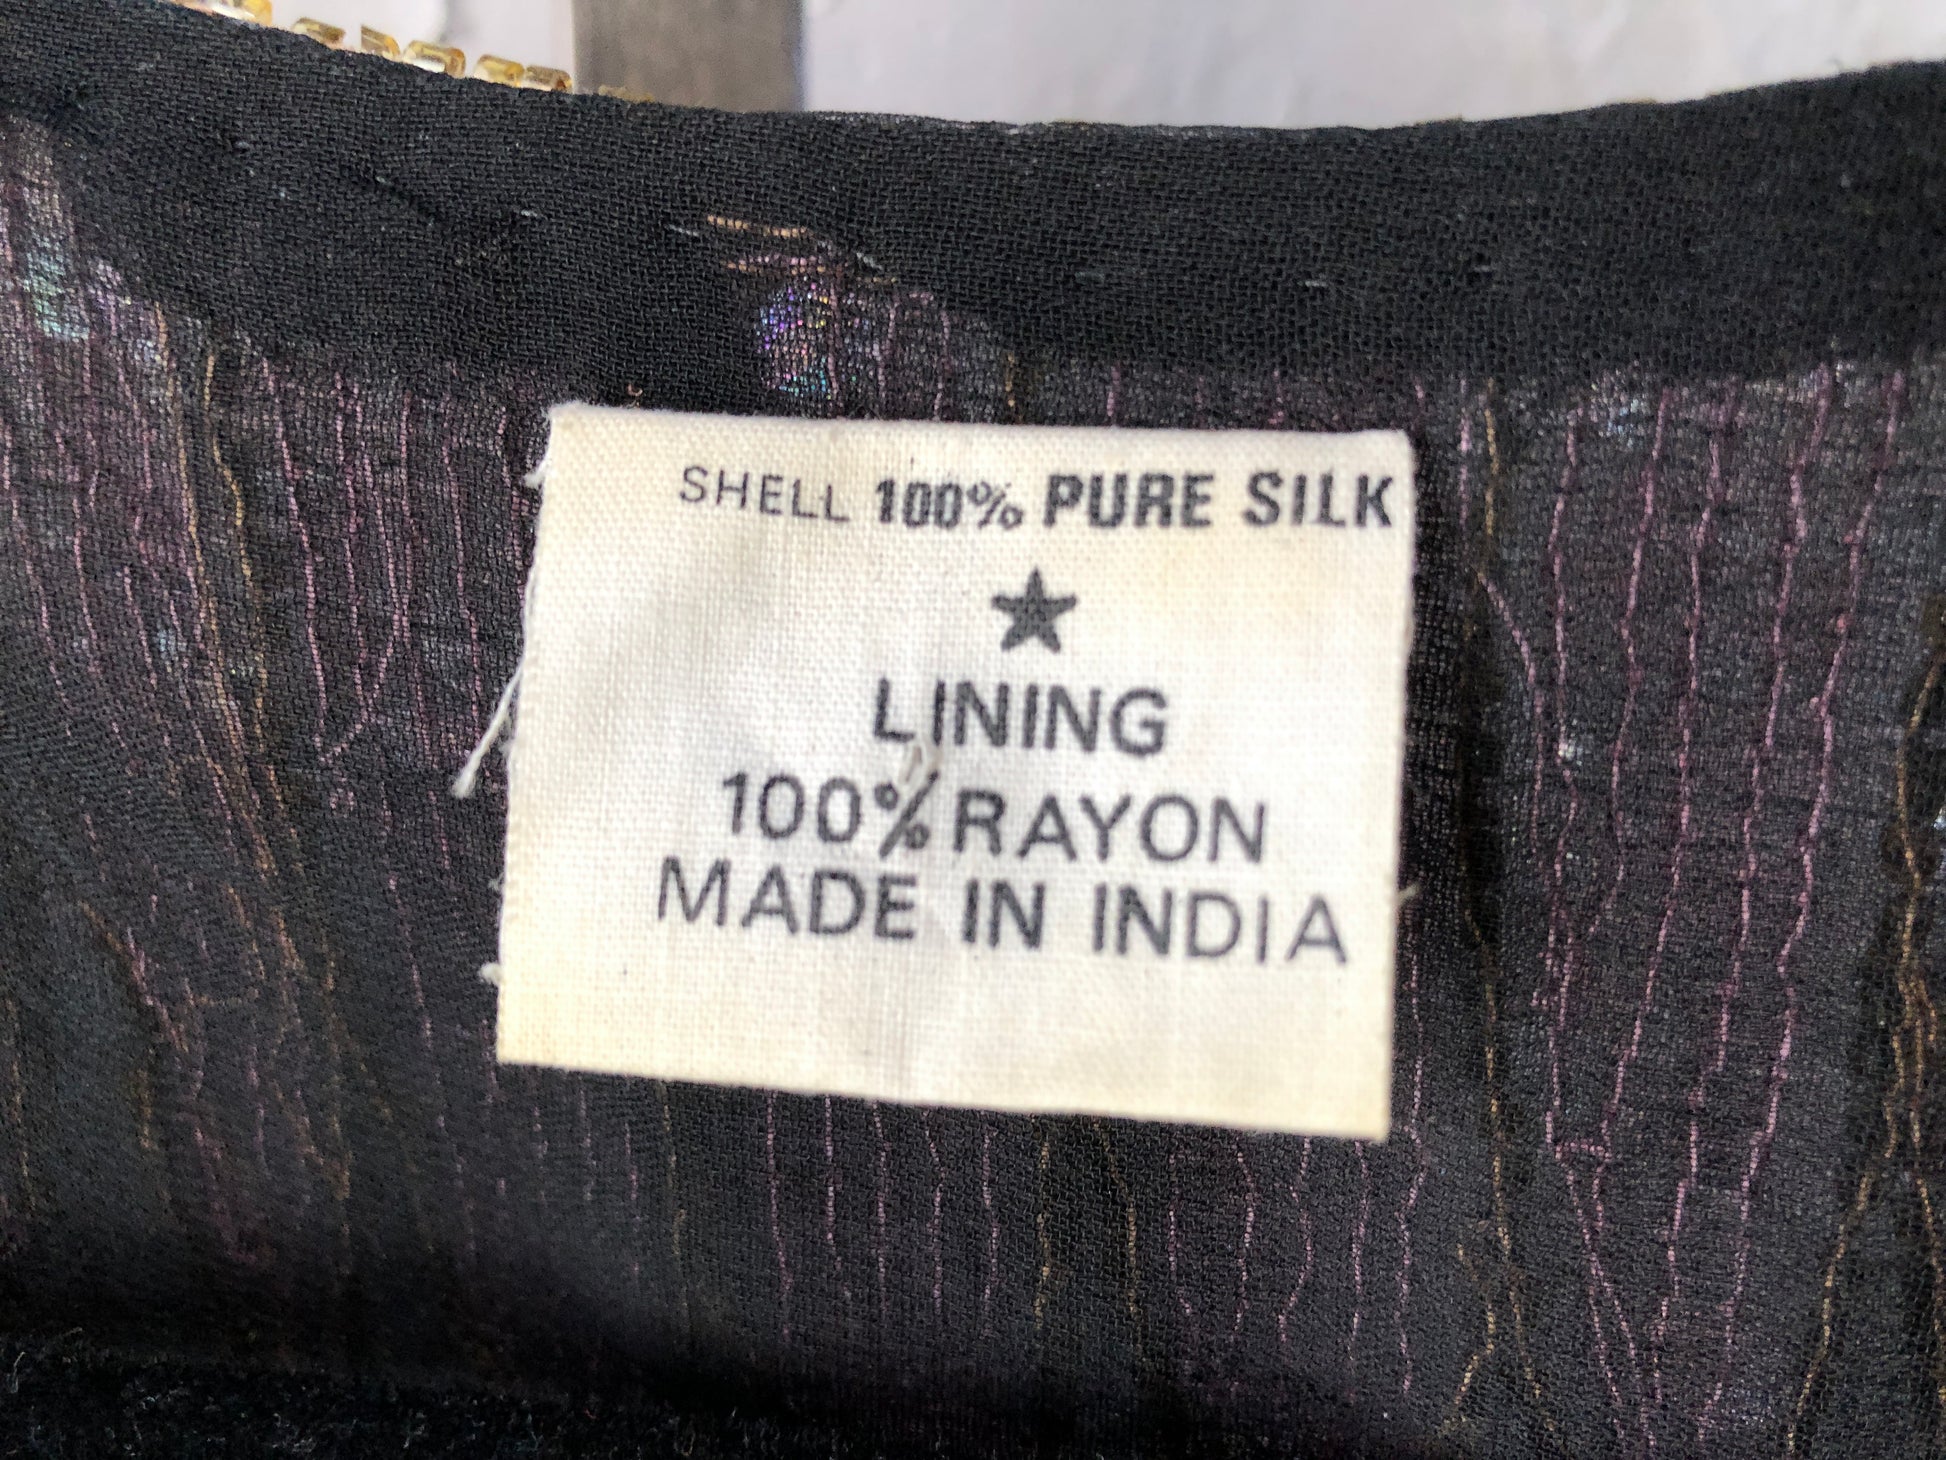 SHELL 100% PURE SILK
LINING
100% RAYON
MADE IN INDIA